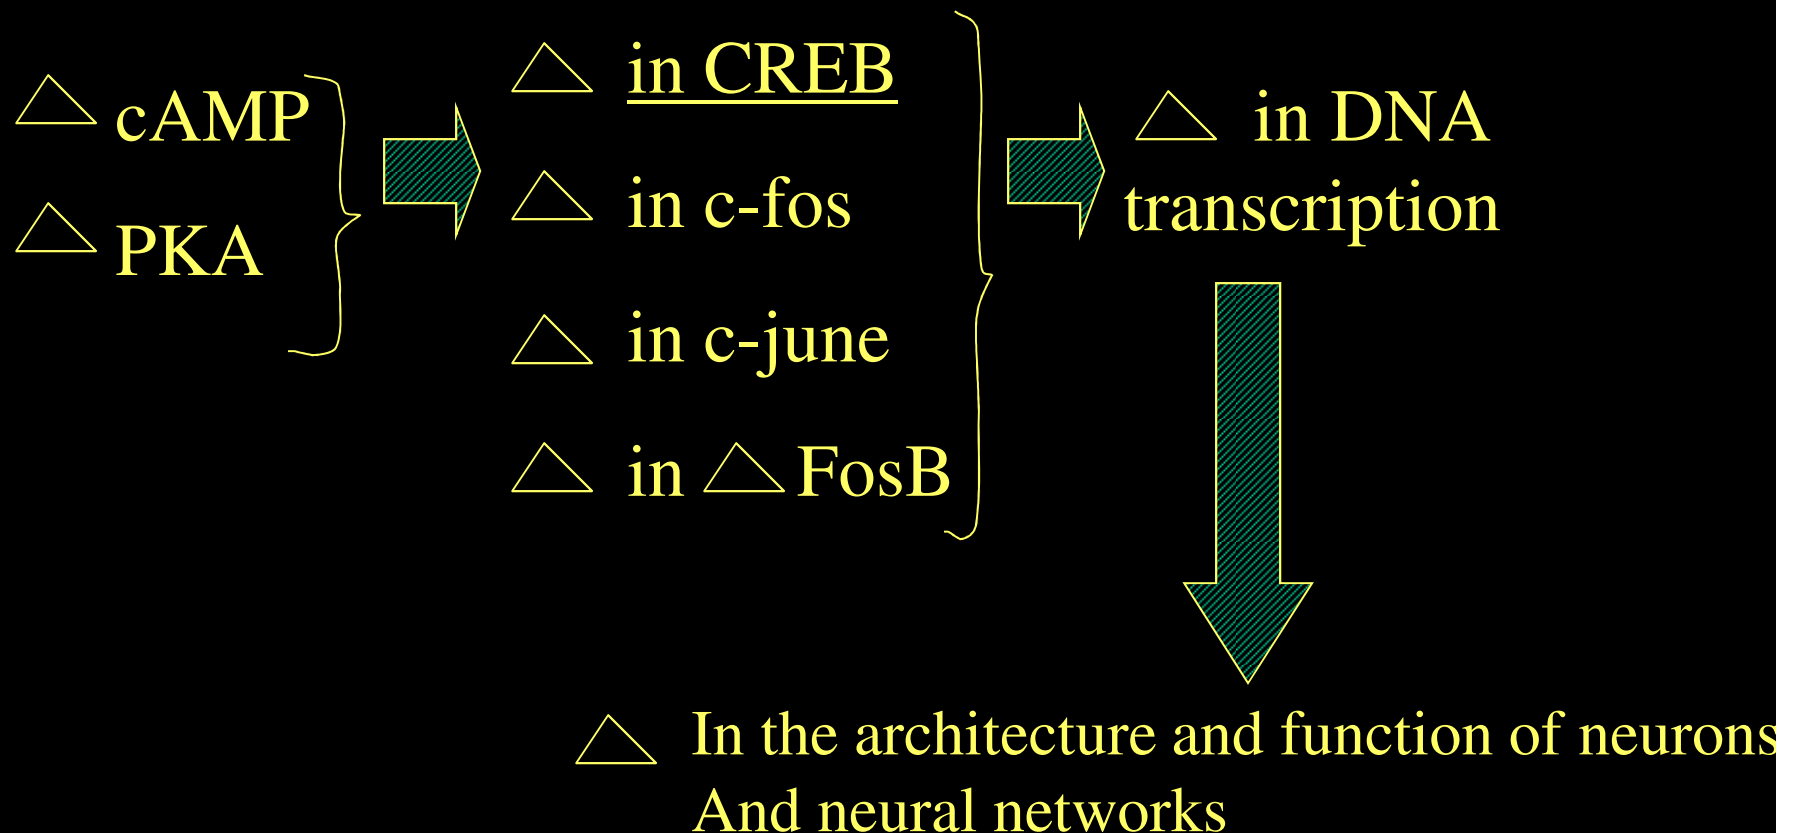 △ cAMP
△ PKA
△ in CREB
△ in c-fos
△ in c-june
△ in △FosB
△ in DNA
transcription
△ In the architecture and function of neurons
And neural networks